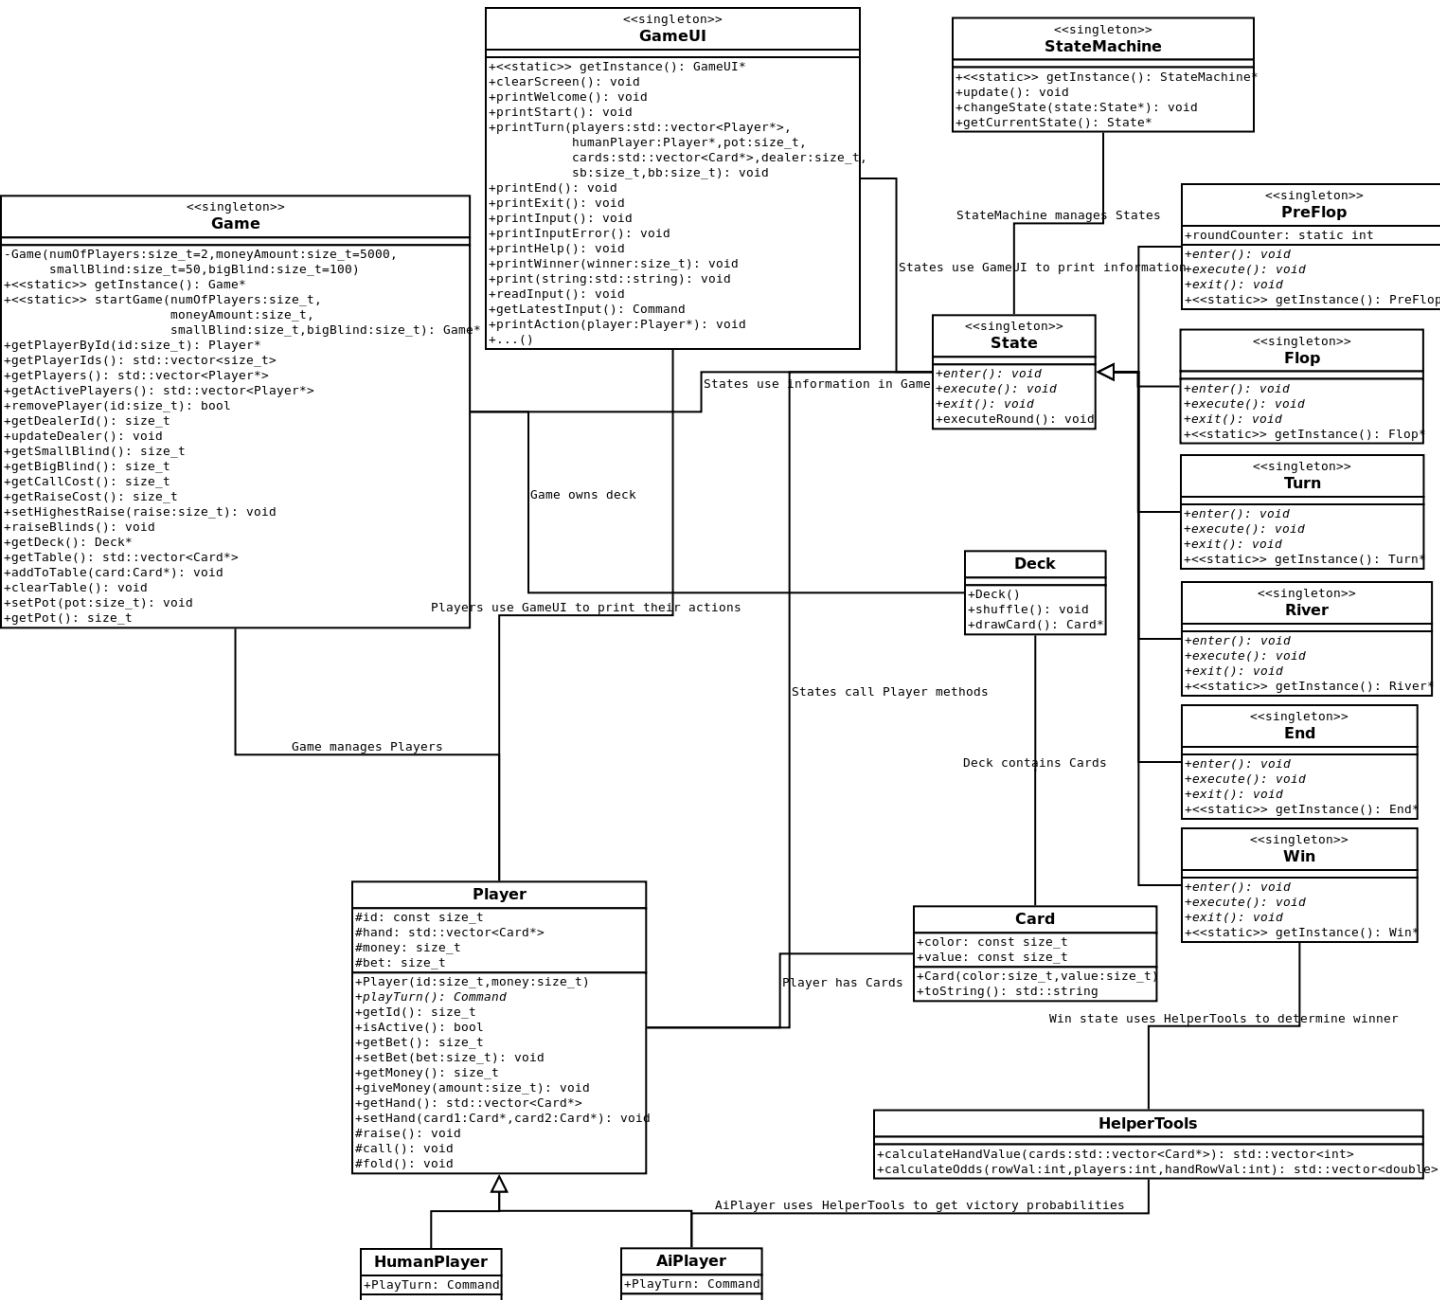 <<singleton>>
GameUI
+<<static>> getInstance(): GameUI*
+clearScreen(): void
+printWelcome(): void
+printStart(): void
+printTurn(players:std::vector<Player*>,
humanPlayer:Player*,pot:size_t,
cards:std::vector<Card*>,dealer:size_t,
sb:size_t,bb:size_t): void
+printEnd(): void
+printExit(): void
+printInput(): void
+printInputError(): void
+printHelp(): void
+printWinner(winner:size_t): void
+print(string:std::string): void
+readInput(): void
+getLatestInput(): Command
+printAction(player:Player*): void
+...()
<<singleton>>
StateMachine
+<<static>> getInstance(): StateMachine*
+update(): void
+changeState(state:State*): void
+getCurrentState(): State*
StateMachine manages States
States use GameUI to print information
<<singleton>>
Game
-Game(numOfPlayers:size_t=2,moneyAmount:size_t=5000,
smallBlind:size_t=50,bigBlind:size_t=100)
+<<static>> getInstance(): Game*
+<<static>> startGame(numOfPlayers:size_t,
moneyAmount:size_t,
smallBlind:size_t,bigBlind:size_t): Game*
+getPlayerById(id:size_t): Player*
+getPlayerIds(): std::vector<size_t>
+getPlayers(): std::vector<Player*>
+getActivePlayers(): std::vector<Player*>
+removePlayer(id:size_t): bool
+getDealerId(): size_t
+updateDealer(): void
+getSmallBlind(): size_t
+getBigBlind(): size_t
+getCallCost(): size_t
+getRaiseCost(): size_t
+setHighestRaise(raise:size_t): void
+raiseBlinds(): void
+getDeck(): Deck*
+getTable(): std::vector<Card*>
+addToTable(card:Card*): void
+clearTable(): void
+setPot(pot:size_t): void
+getPot(): size_t
<<singleton>>
State
+enter(): void
+execute(): void
+exit(): void
+executeRound(): void
States use information in Game
<<singleton>>
PreFlop
+roundCounter: static int
+enter(): void
+execute(): void
+exit(): void
+<<static>> getInstance(): PreFlop
<<singleton>>
Flop
+enter(): void
+execute(): void
+exit(): void
+<<static>> getInstance(): Flop*
<<singleton>>
Turn
+enter(): void
+execute(): void
+exit(): void
+<<static>> getInstance(): Turn*
<<singleton>>
River
+enter(): void
+execute(): void
+exit(): void
+<<static>> getInstance(): River*
<<singleton>>
End
+enter(): void
+execute(): void
+exit(): void
+<<static>> getInstance(): End*
<<singleton>>
Win
+enter(): void
+execute(): void
+exit(): void
+<<static>> getInstance(): Win*
Game owns deck
Deck
+Deck()
+shuffle(): void
+drawCard(): Card*
Players use GameUI to print their actions
States call Player methods
Game manages Players
Deck contains Cards
Player
#id: const size_t
#hand: std::vector<Card*>
#money: size_t
#bet: size_t
+Player(id:size_t,money:size_t)
+playTurn(): Command
+getId(): size_t
+isActive(): bool
+getBet(): size_t
+setBet(bet:size_t): void
+getMoney(): size_t
+giveMoney(amount:size_t): void
+getHand(): std::vector<Card*>
+setHand(card1:Card*,card2:Card*): void
#raise(): void
#call(): void
#fold(): void
Card
+color: const size_t
+value: const size_t
+Card(color:size_t,value:size_t)
+toString(): std::string
Player has Cards
Win state uses HelperTools to determine winner
HelperTools
+calculateHandValue(cards:std::vector<Card*>): std::vector<int>
+calculateOdds(rowVal:int,players:int,handRowVal:int): std::vector<double>
AiPlayer uses HelperTools to get victory probabilities
HumanPlayer
+PlayTurn: Command
AiPlayer
+PlayTurn: Command